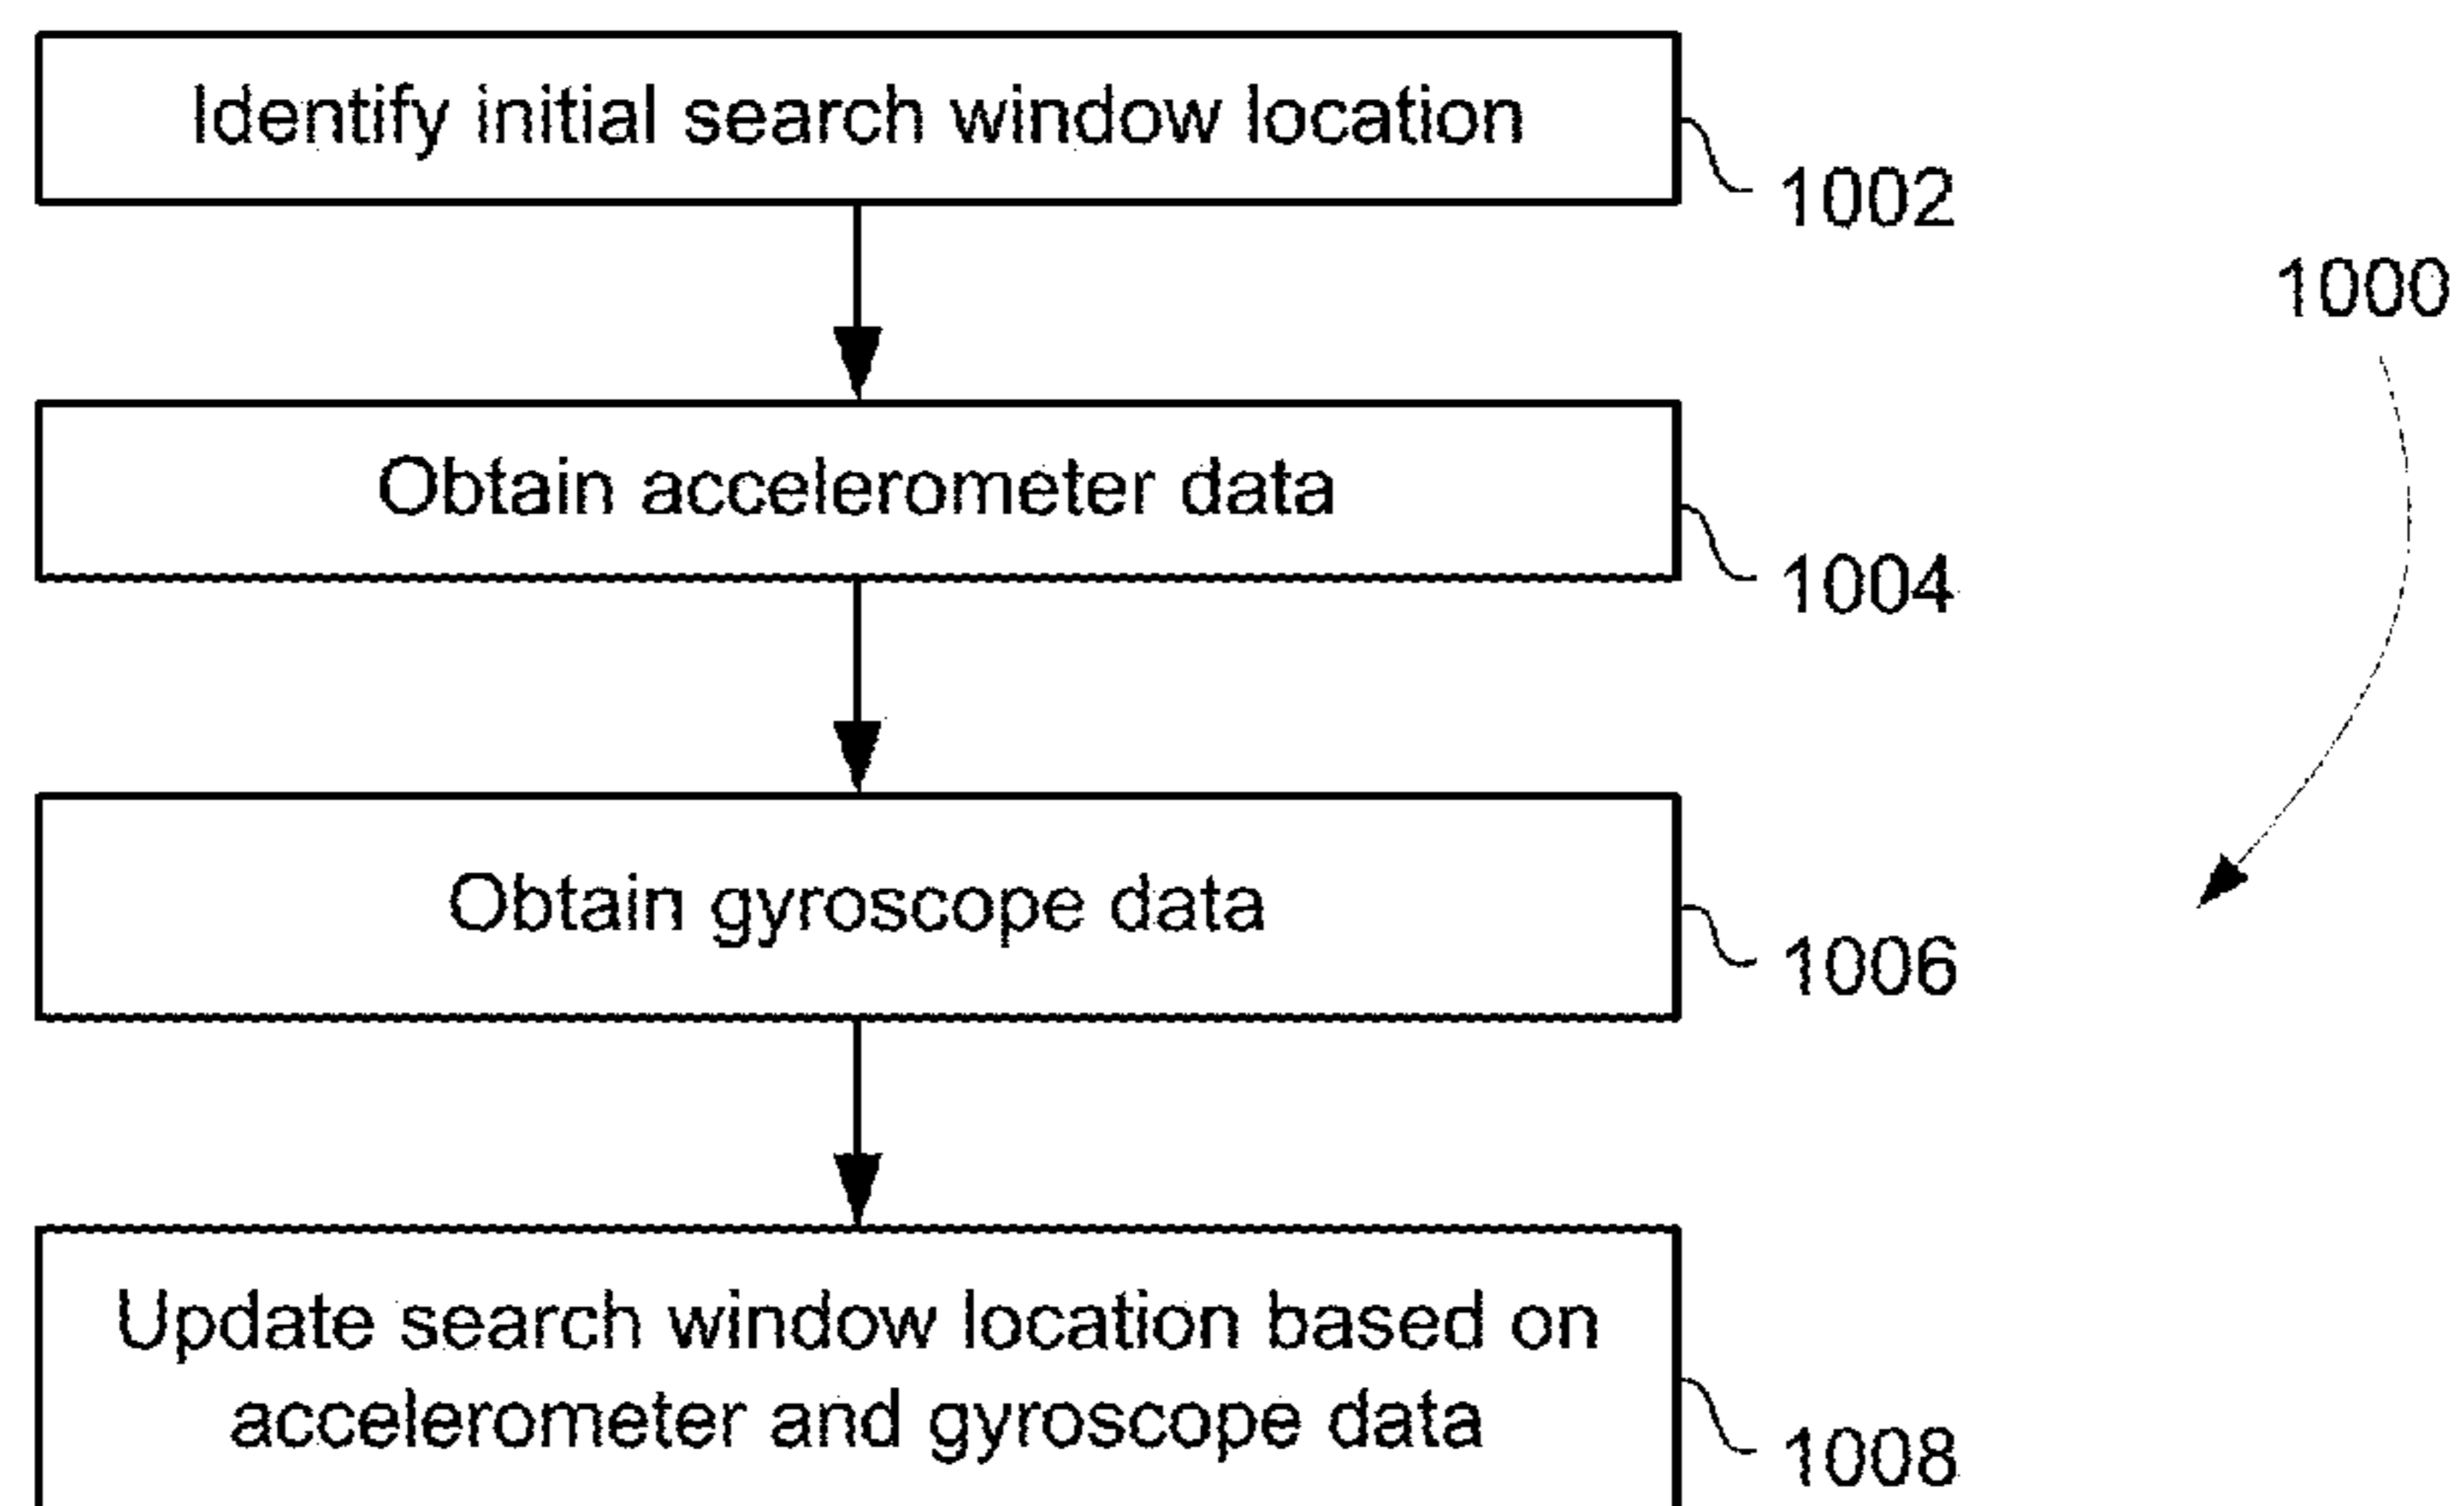 Identify initial search window location
1002
1000
Obtain accelerometer data
1004
Obtain gyroscope data
1006
Update search window location based on
accelerometer and gyroscope data
1008